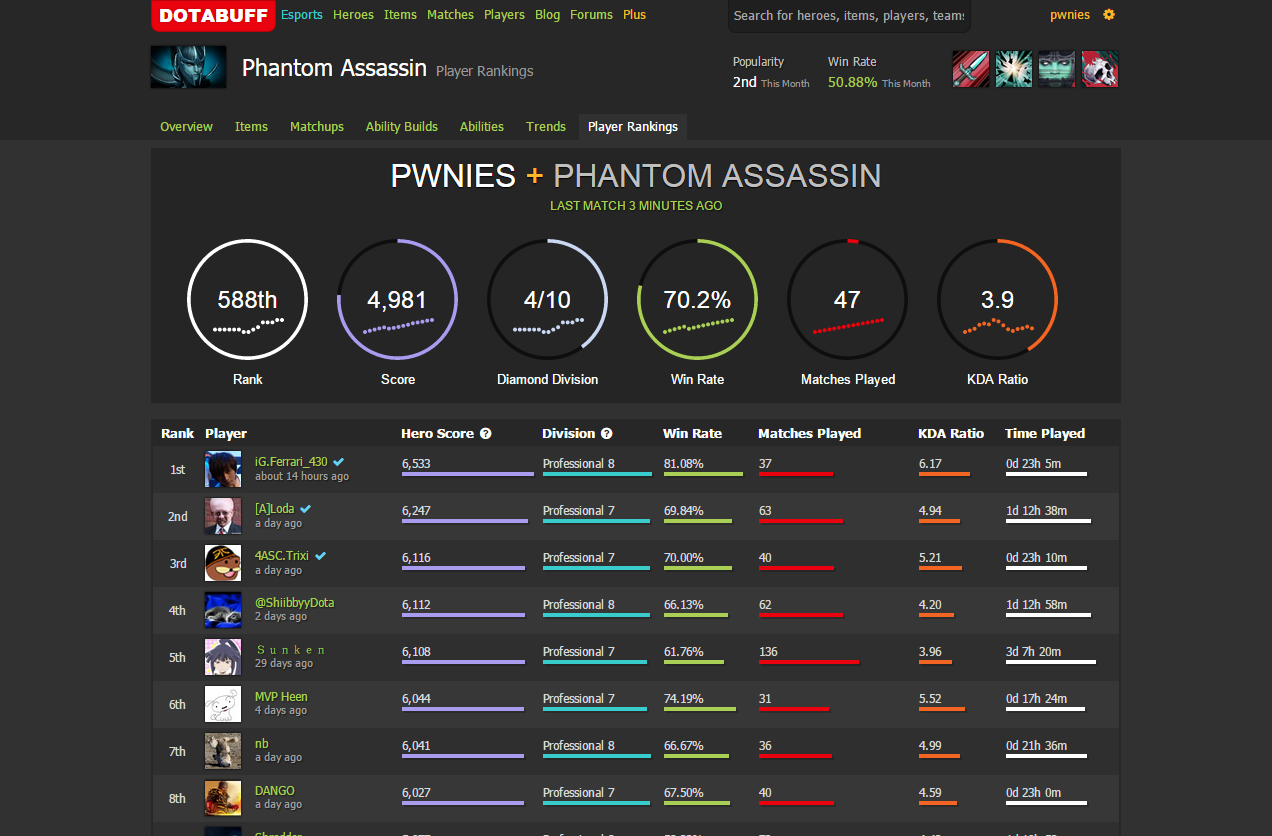 DOTABUFF Esports Heroes Items Matches Players Blog Forums Plus Search for heroes, items, players, teams pwnies
Phantom Assassin Player Rankings
Popularity Win Rate
2nd This Month 50.88% This Month
Overview Items Matchups Ability Builds Abilities Trends Player Rankings
PWNIES + PHANTOM ASSASSIN
LAST MATCH 3 MINUTES AGO
588th 4,981 4/10 70.2% 47 3.9
Rank Score Diamond Division Win Rate Matches Played KDA Ratio
Rank Player Hero Score ? Division ? Win Rate Matches Played KDA Ratio Time Played
1st iG.Ferrari_430 6,533 Professional 8 81.08% 37 6.17 0d 23h 5m
about 14 hours ago
2nd [A]Loda 6,247 Professional 7 69.84% 63 4.94 1d 12h 38m
a day ago
3rd 4ASC.Trixi 6,116 Professional 7 70.00% 40 5.21 0d 23h 10m
a day ago
4th @ShiibbyyDota 6,112 Professional 8 66.13% 62 4.20 1d 12h 58m
2 days ago
5th Ｓｕｎｋｅｎ 6,108 Professional 7 61.76% 136 3.96 3d 7h 20m
29 days ago
6th MVP Heen 6,044 Professional 7 74.19% 31 5.52 0d 17h 24m
4 days ago
7th nb 6,041 Professional 8 66.67% 36 4.99 0d 21h 36m
a day ago
8th DANGO 6,027 Professional 7 67.50% 40 4.59 0d 23h 0m
a day ago